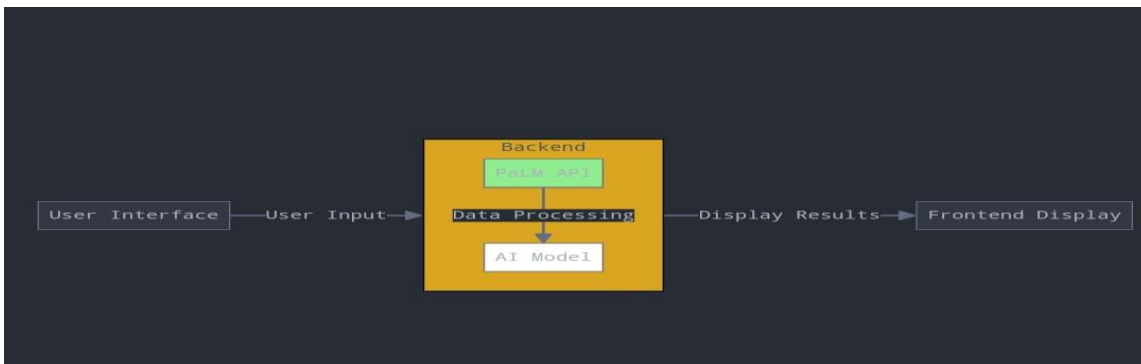 Backend
PaLM API
User Interface
User Input
Data Processing
Display Results
Frontend Display
AI Model